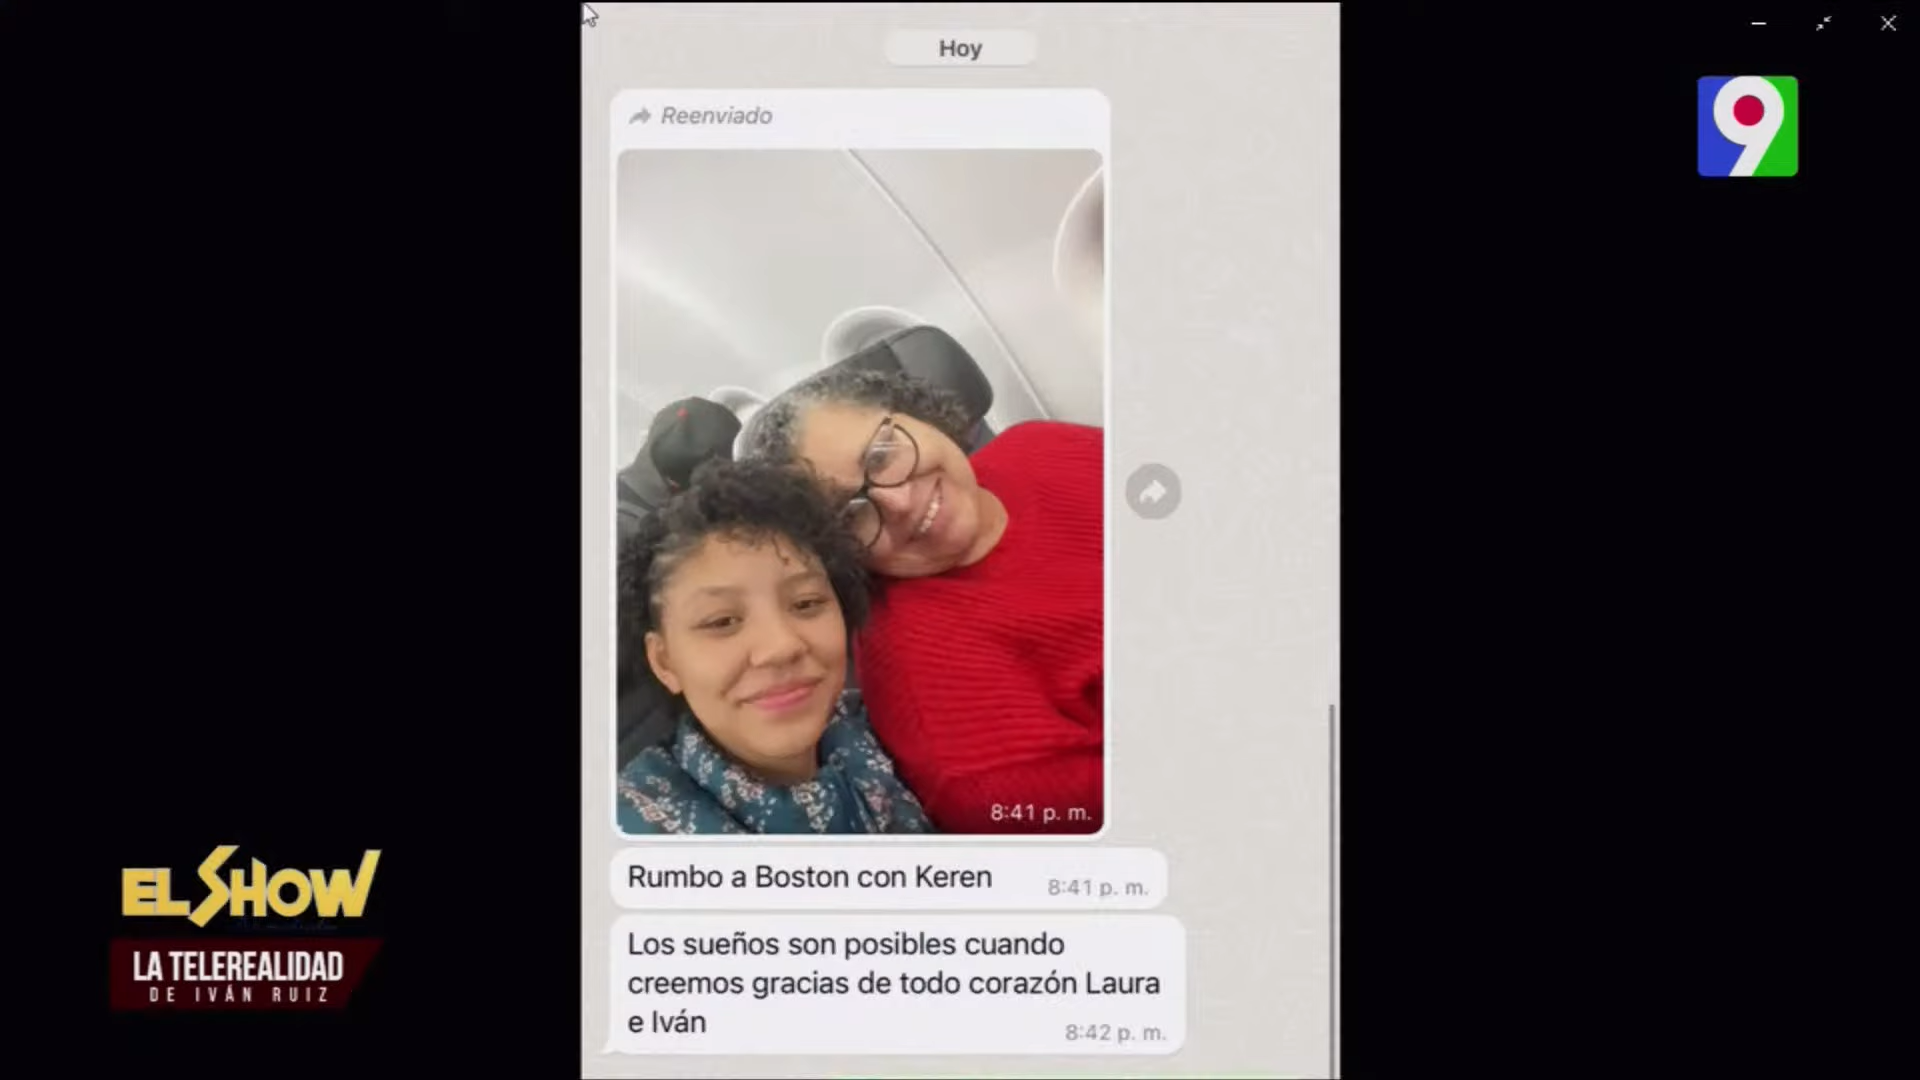 Hoy
Reenviado
9
8:41 p. m.
Rumbo a Boston con Keren
8:41 p. m.
Los sueños son posibles cuando
creemos gracias de todo corazón Laura
e Iván
8:42 p. m.
EL SHOW
LA TELEREALIDAD
DE IVÁN RUIZ